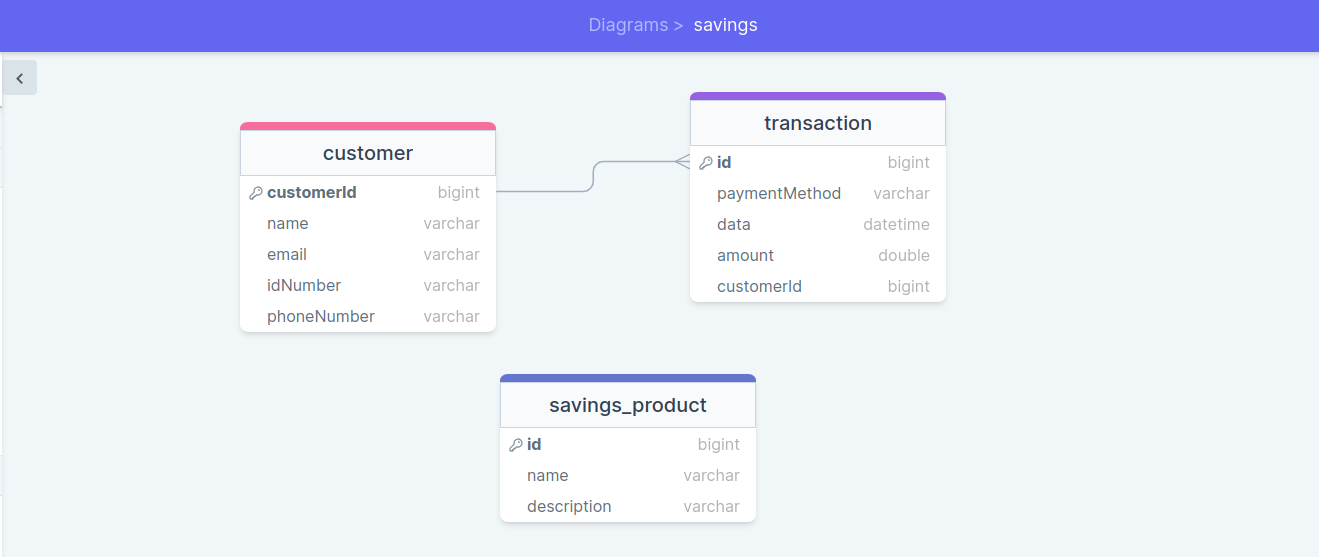 Diagrams > savings
customer
customerId bigint
name varchar
email varchar
idNumber varchar
phoneNumber varchar
transaction
id bigint
paymentMethod varchar
data datetime
amount double
customerId bigint
savings_product
id bigint
name varchar
description varchar